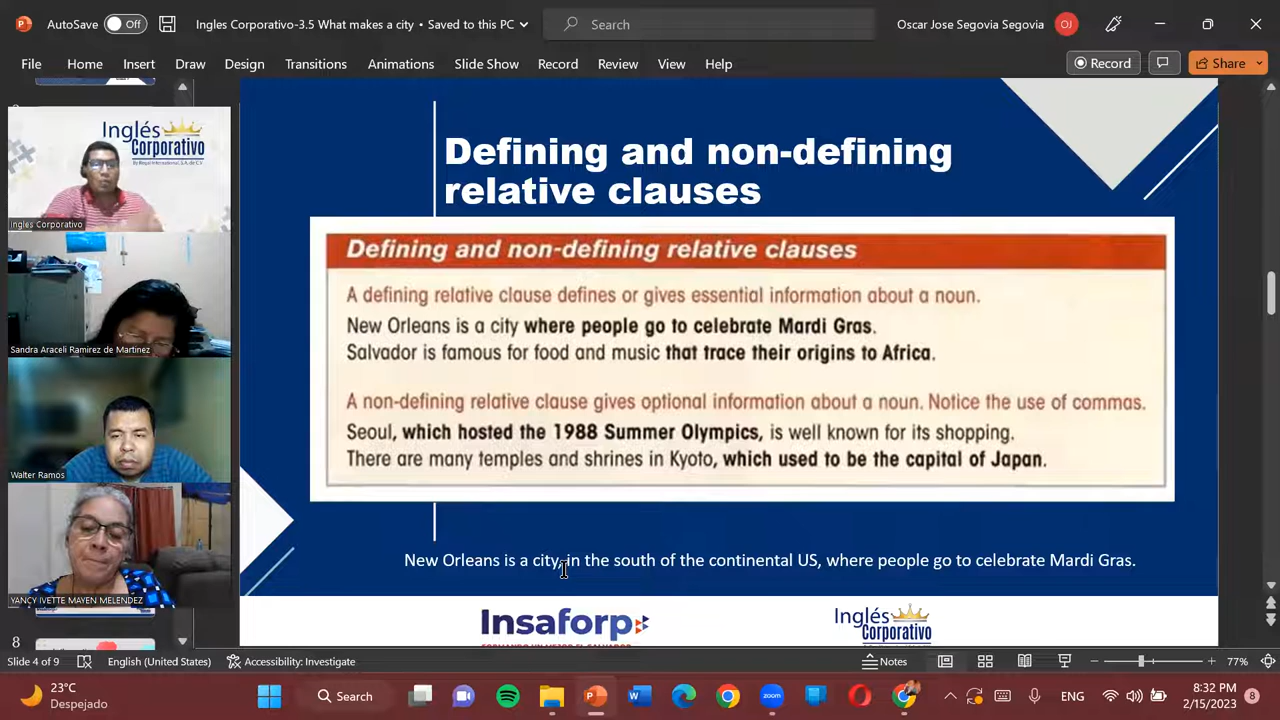 AutoSave Off Ingles Corporativo-3.5 What makes a city • Saved to this PC Search Oscar Jose Segovia Segovia OJ
File Home Insert Draw Design Transitions Animations Slide Show Record Review View Help Record Share
Inglés
Corporativo
Ingles Corporativo
Sandra Araceli Ramirez de Martinez
Walter Ramos
YANCY IVETTE MAYEN MELENDEZ
8
Defining and non-defining
relative clauses
Defining and non-defining relative clauses
A defining relative clause defines or gives essential information about a noun.
New Orleans is a city where people go to celebrate Mardi Gras.
Salvador is famous for food and music that trace their origins to Africa.
A non-defining relative clause gives optional information about a noun. Notice the use of commas.
Seoul, which hosted the 1988 Summer Olympics, is well known for its shopping.
There are many temples and shrines in Kyoto, which used to be the capital of Japan.
New Orleans is a city, in the south of the continental US, where people go to celebrate Mardi Gras.
Insaforp
Inglés
Corporativo
Slide 4 of 9 English (United States) Accessibility: Investigate Notes 77%
23°C
Despejado
Search
zoom
ENG
8:32 PM
2/15/2023
8